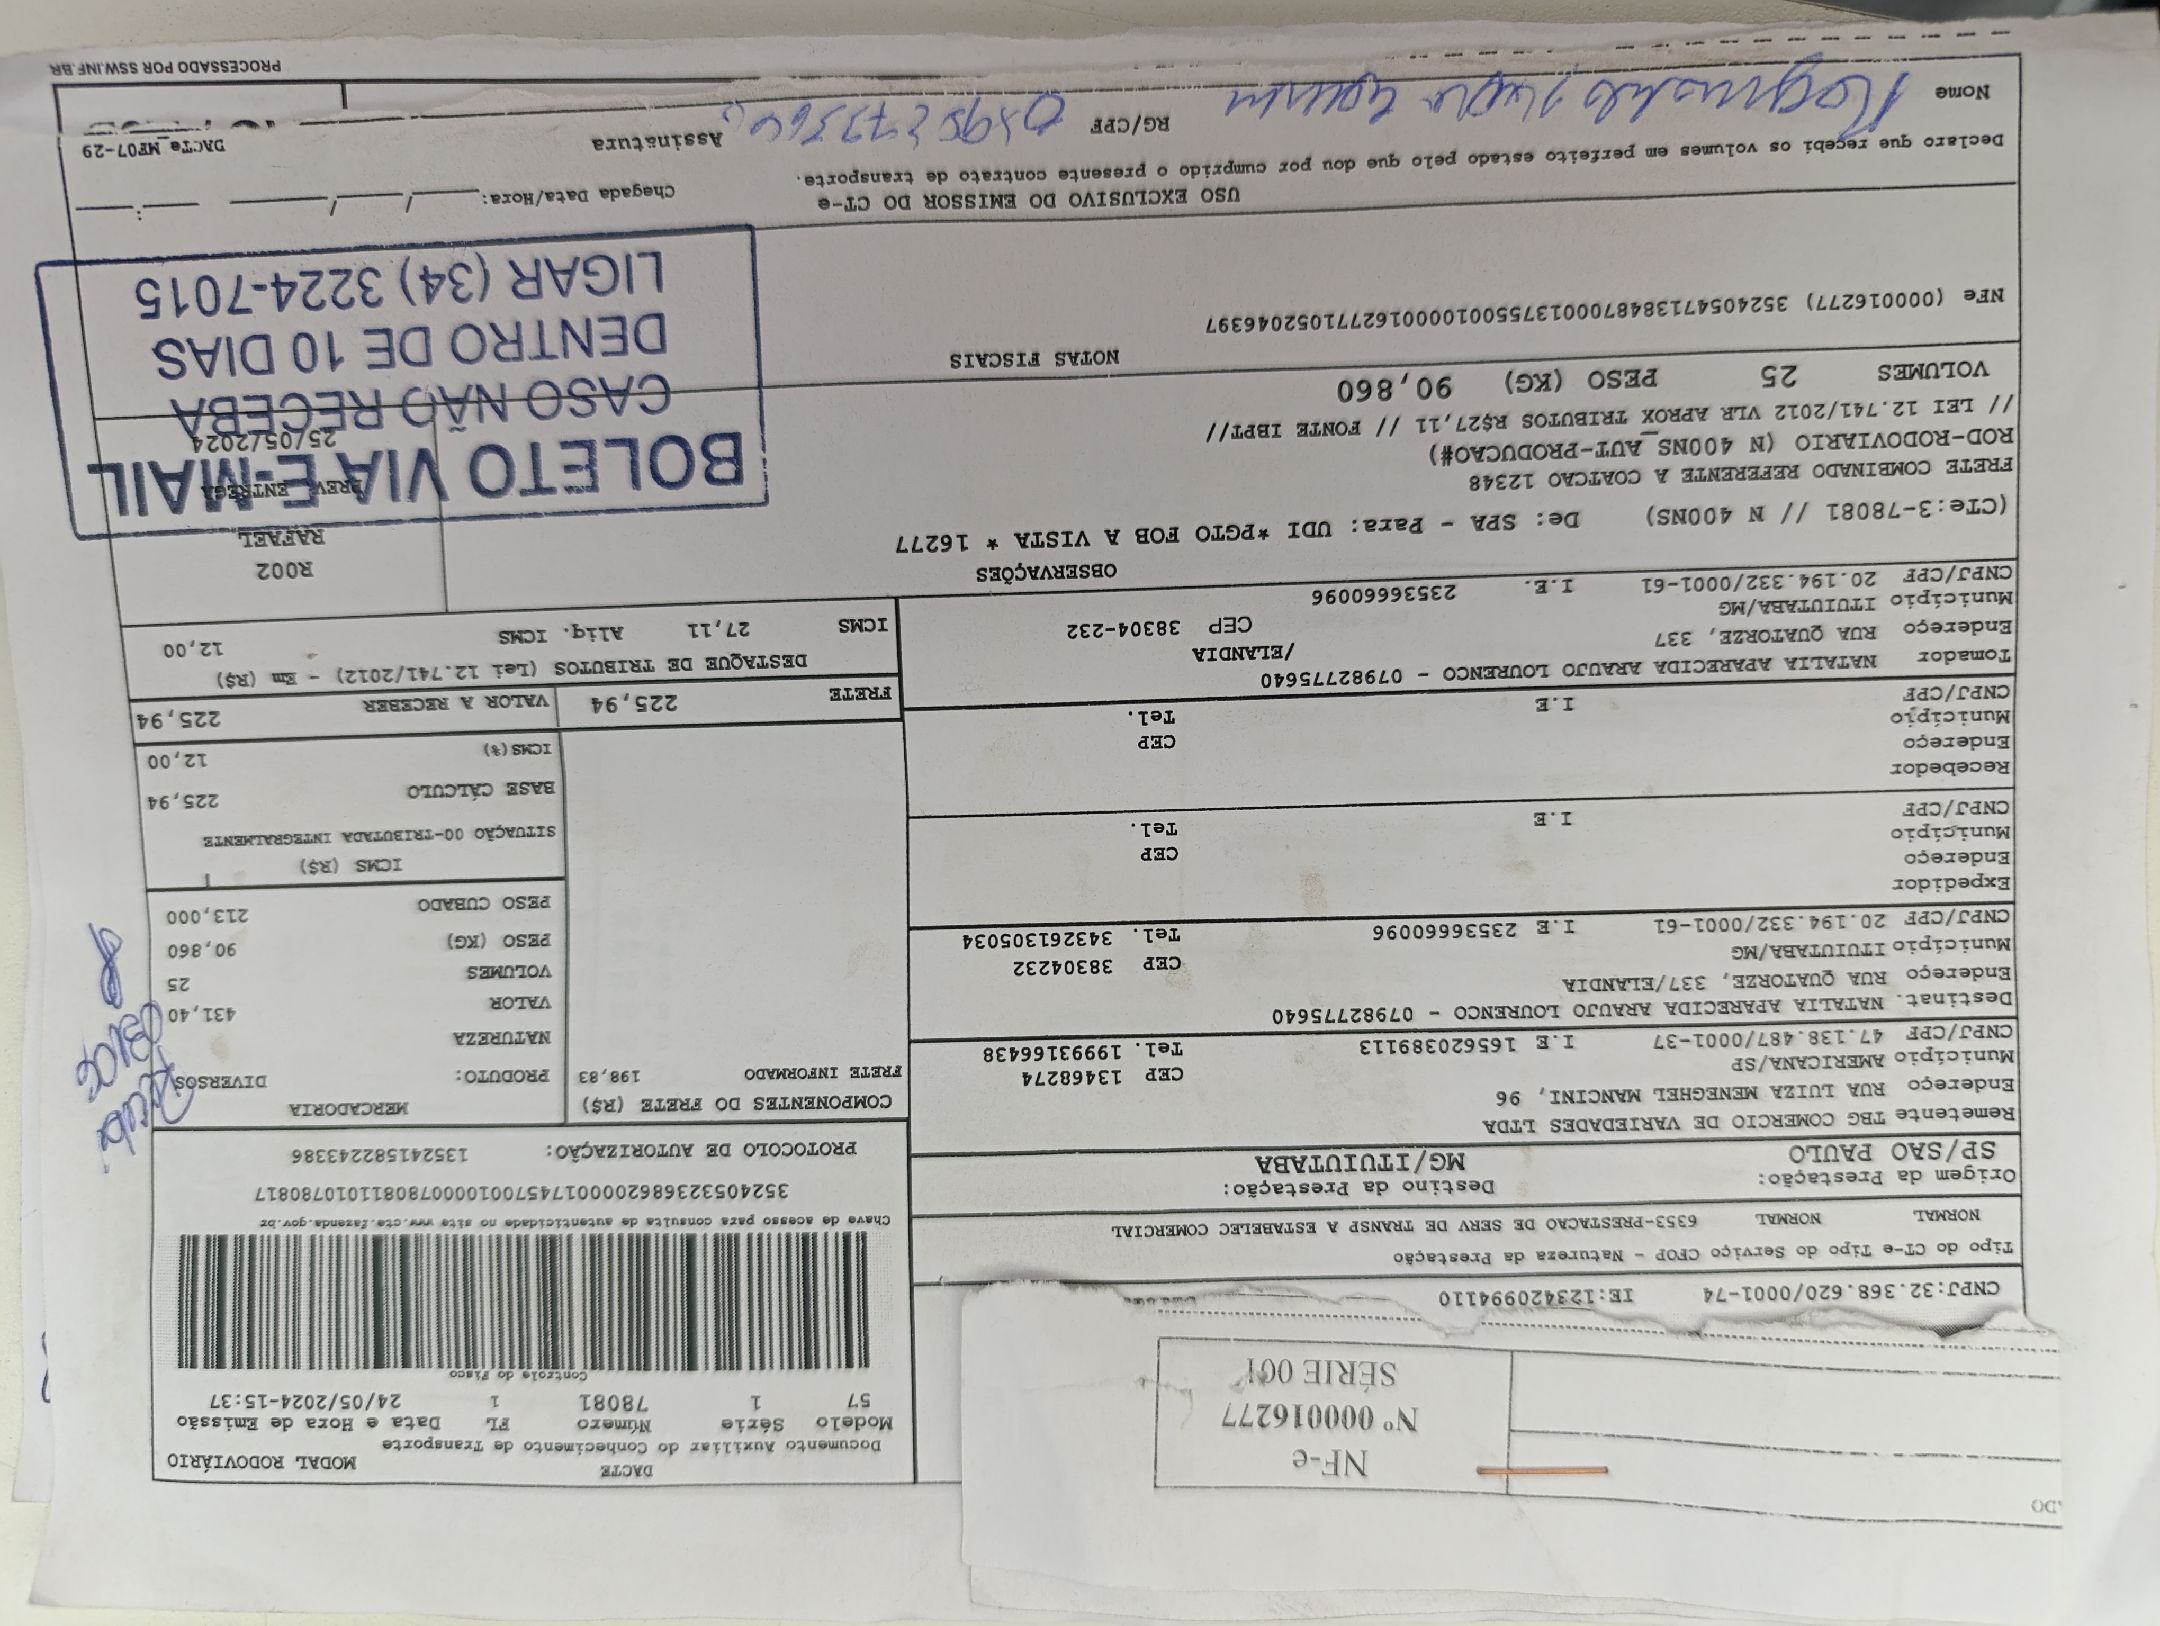 ADO
NF-e
Nº 000016277
SÉRIE 001
DACTE
MODAL RODOVIÁRIO
Documento Auxiliar do Conhecimento de Transporte
Modelo Série Número FL Data e Hora de Emissão
57 1 78081 1 24/05/2024-15:37
Controle do Fisco
Chave de acesso para consulta de autenticidade no site www.cte.fazenda.gov.br
35240532368620000174570010000780811010780817
PROTOCOLO DE AUTORIZAÇÃO: 135241582243386
CNPJ:32.368.620/0001-74 IE:123420994110
Tipo do CT-e Tipo do Serviço CFOP - Natureza da Prestação
NORMAL NORMAL 6353-PRESTACAO DE SERV DE TRANSP A ESTABELEC COMERCIAL
Origem da Prestação: Destino da Prestação:
SP/SAO PAULO MG/ITUIUTABA
Remetente TBG COMERCIO DE VARIEDADES LTDA
Endereço RUA LUIZA MENEGHEL MANCINI, 96
Município AMERICANA/SP CEP 13468274
CNPJ/CPF 47.138.487/0001-37 I.E 165620389113 Tel. 19993166438
Destinat. NATALIA APARECIDA ARAUJO LOURENCO - 07982775640
Endereço RUA QUATORZE, 337/ELANDIA
Município ITUIUTABA/MG CEP 38304232
CNPJ/CPF 20.194.332/0001-61 I.E 23536660096 Tel. 343261305034
Expedidor
Endereço
Município CEP
CNPJ/CPF I.E Tel.
Recebedor
Endereço
Município CEP
CNPJ/CPF I.E Tel.
Tomador NATALIA APARECIDA ARAUJO LOURENCO - 07982775640
Endereço RUA QUATORZE, 337 /ELANDIA
Município ITUIUTABA/MG CEP 38304-232
CNPJ/CPF 20.194.332/0001-61 I.E. 23536660096
COMPONENTES DO FRETE (R$)
FRETE INFORMADO 198,83
MERCADORIA
PRODUTO: DIVERSOS
NATUREZA
VALOR 431,40
VOLUMES 25
PESO (KG) 90,860
PESO CUBADO 213,000
ICMS (R$)
SITUAÇÃO 00-TRIBUTADA INTEGRALMENTE
BASE CÁLCULO 225,94
ICMS(%) 12,00
FRETE 225,94 VALOR A RECEBER 225,94
DESTAQUE DE TRIBUTOS (Lei 12.741/2012) - Em (R$)
ICMS 27,11 Aliq. ICMS 12,00
OBSERVAÇÕES
(CTe:3-78081 // N 400NS) De: SPA - Para: UDI *PGTO FOB A VISTA * 16277
FRETE COMBINADO REFERENTE A COATCAO 12348
ROD-RODOVIARIO (N 400NS_AUT-PRODUCAO#)
// LEI 12.741/2012 VLR APROX TRIBUTOS R$27,11 // FONTE IBPT//
VOLUMES 25 PESO (KG) 90,860
R002
RAFAEL
PREV. ENTREGA
25/05/2024
BOLETO VIA E-MAIL
CASO NÃO RECEBA
DENTRO DE 10 DIAS
LIGAR (34) 3224-7015
NOTAS FISCAIS
NFe (000016277) 35240547138487000137550010000162771052046397
USO EXCLUSIVO DO EMISSOR DO CT-e
Chegada Data/Hora: ____/____/____ ____:____
Declaro que recebi os volumes em perfeito estado pelo que dou por cumprido o presente contrato de transporte.
Nome RG/CPF Assinatura
DACTe_MF07-29
PROCESSADO POR SSW.INF.BR